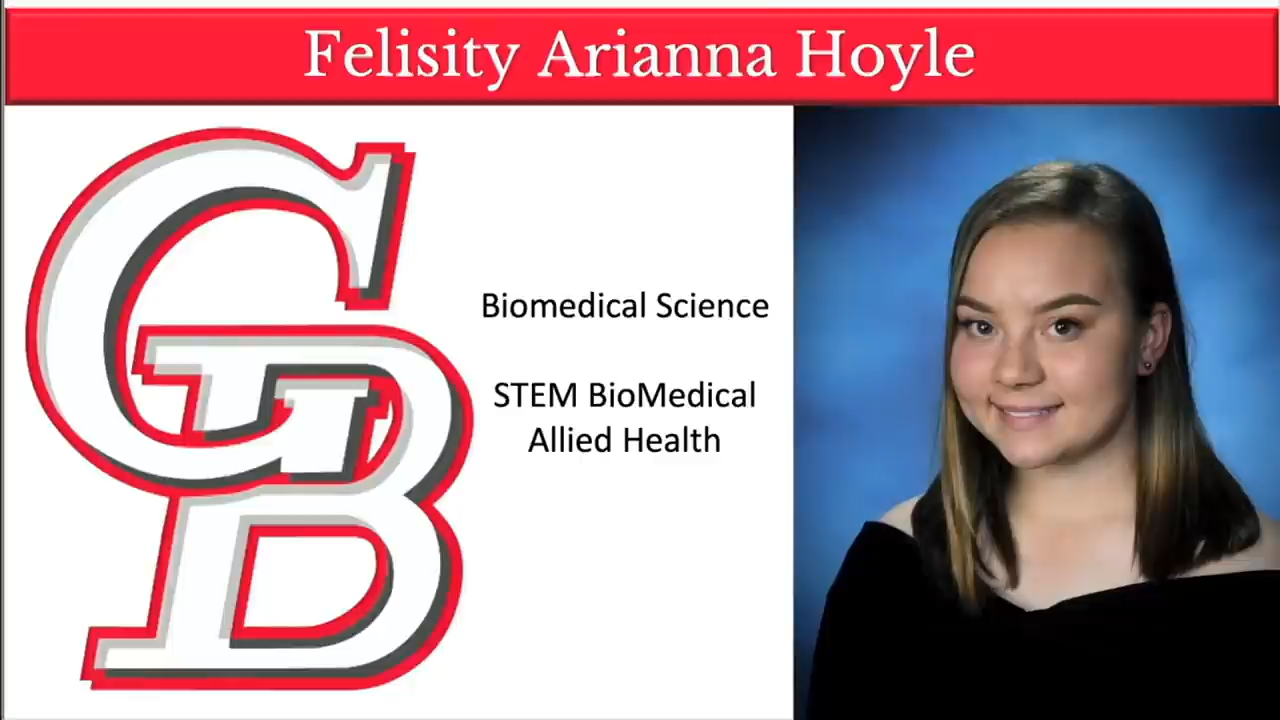 Felisity Arianna Hoyle
GB
Biomedical Science
STEM BioMedical
Allied Health